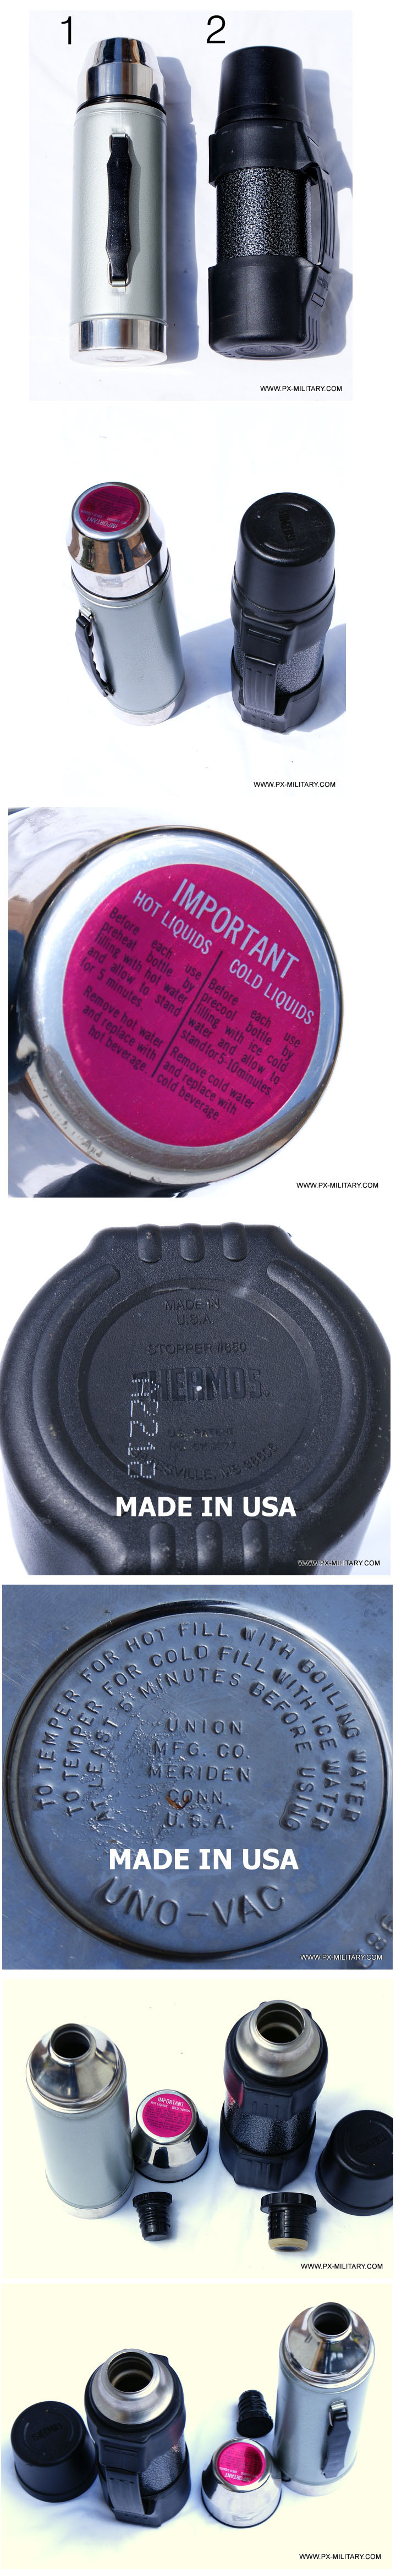 1
2
WWW.PX-MILITARY.COM
IMPORTANT
WWW.PX-MILITARY.COM
IMPORTANT
HOT LIQUIDS
Before each use
preheat bottle by
filling with hot water
and allow to stand
for 5 minutes
Remove hot water
and replace with
hot beverage.
COLD LIQUIDS
Before each use
precool bottle by
filling with ice cold
water and allow to
stand for 5-10 minutes
Remove cold water
and replace with
cold beverage
WWW.PX-MILITARY.COM
MADE IN
U.S.A.
STOPPER #850
THERMOS.
MADE IN USA
WWW.PX-MILITARY.COM
TO TEMPER FOR HOT FILL WITH BOILING WATER
TO TEMPER FOR COLD FILL WITH ICE WATER
AT LEAST 5 MINUTES BEFORE USING
UNION
MFG. CO.
MERIDEN
CONN.
U.S.A.
MADE IN USA
UNO-VAC
WWW.PX-MILITARY.COM
IMPORTANT
WWW.PX-MILITARY.COM
WWW.PX-MILITARY.COM